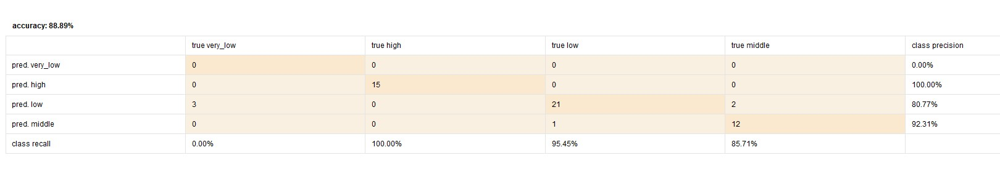 accuracy: 88.89%
true very_low true high true low true middle class precision
pred. very_low 0 0 0 0 0.00%
pred. high 0 15 0 0 100.00%
pred. low 3 0 21 2 80.77%
pred. middle 0 0 1 12 92.31%
class recall 0.00% 100.00% 95.45% 85.71%